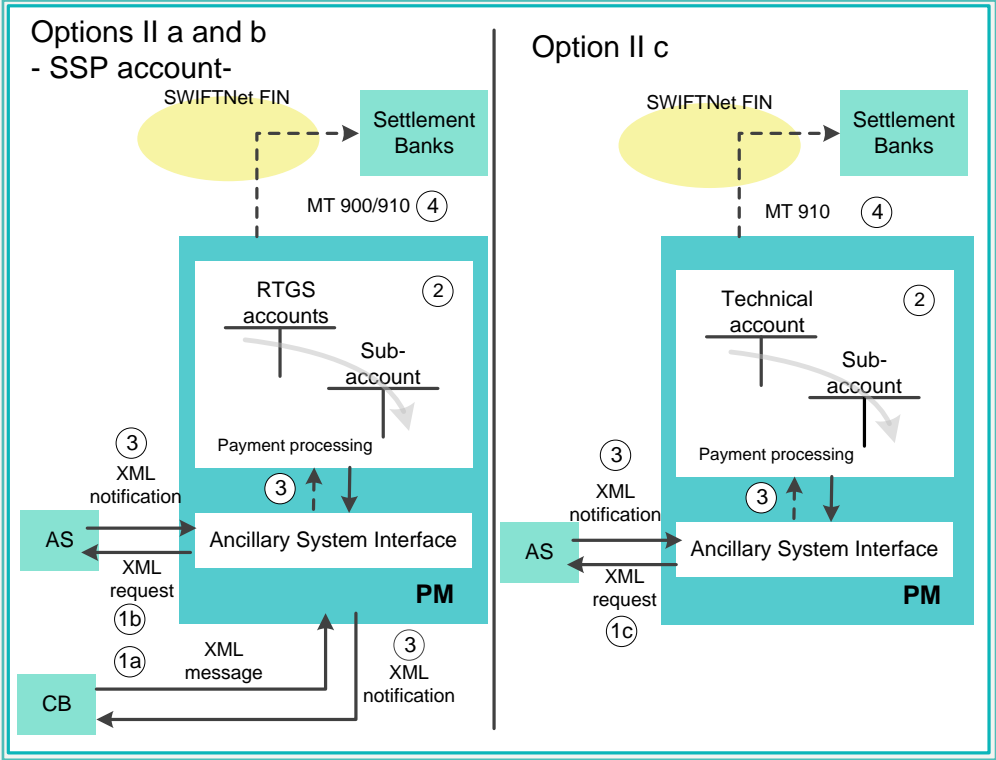 Options II a and b
- SSP account-
SWIFTNet FIN
Settlement
Banks
MT 900/910 4
2
RTGS
accounts
Sub-
account
Payment processing
3
XML
notification
3
AS
Ancillary System Interface
XML
request
PM
1b
1a
XML
message
3
XML
notification
CB
Option II c
SWIFTNet FIN
Settlement
Banks
MT 910 4
2
Technical
account
Sub-
account
Payment processing
3
XML
notification
3
AS
Ancillary System Interface
XML
request
PM
1c